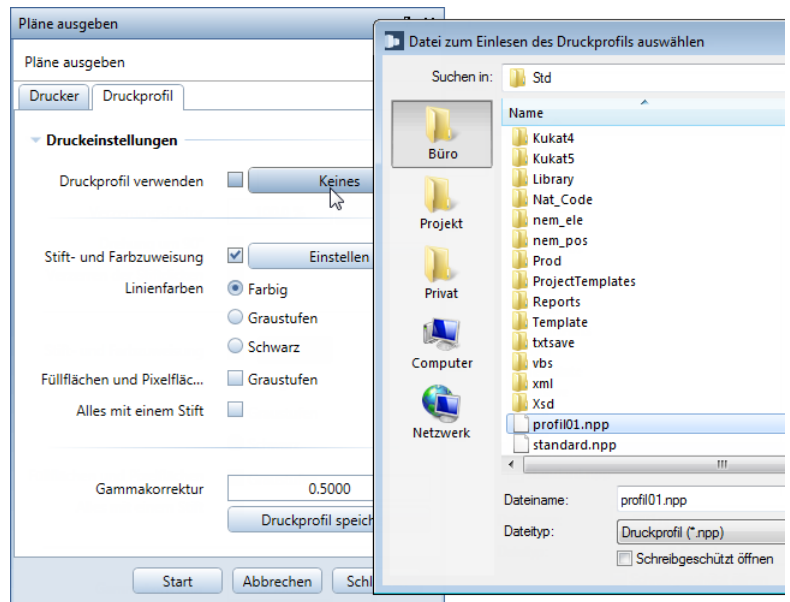 Pläne ausgeben
Pläne ausgeben
Drucker Druckprofil
Druckeinstellungen
Druckprofil verwenden Keines
Stift- und Farbzuweisung Einstellen
Linienfarben Farbig
Graustufen
Schwarz
Füllflächen und Pixelfläc... Graustufen
Alles mit einem Stift
Gammakorrektur 0.5000
Druckprofil speich
Start Abbrechen Schl
Datei zum Einlesen des Druckprofils auswählen
Suchen in: Std
Büro
Projekt
Privat
Computer
Netzwerk
Name
Kukat4
Kukat5
Library
Nat_Code
nem_ele
nem_pos
Prod
ProjectTemplates
Reports
Template
txtsave
vbs
xml
Xsd
profil01.npp
standard.npp
Dateiname: profil01.npp
Dateityp: Druckprofil (*.npp)
Schreibgeschützt öffnen